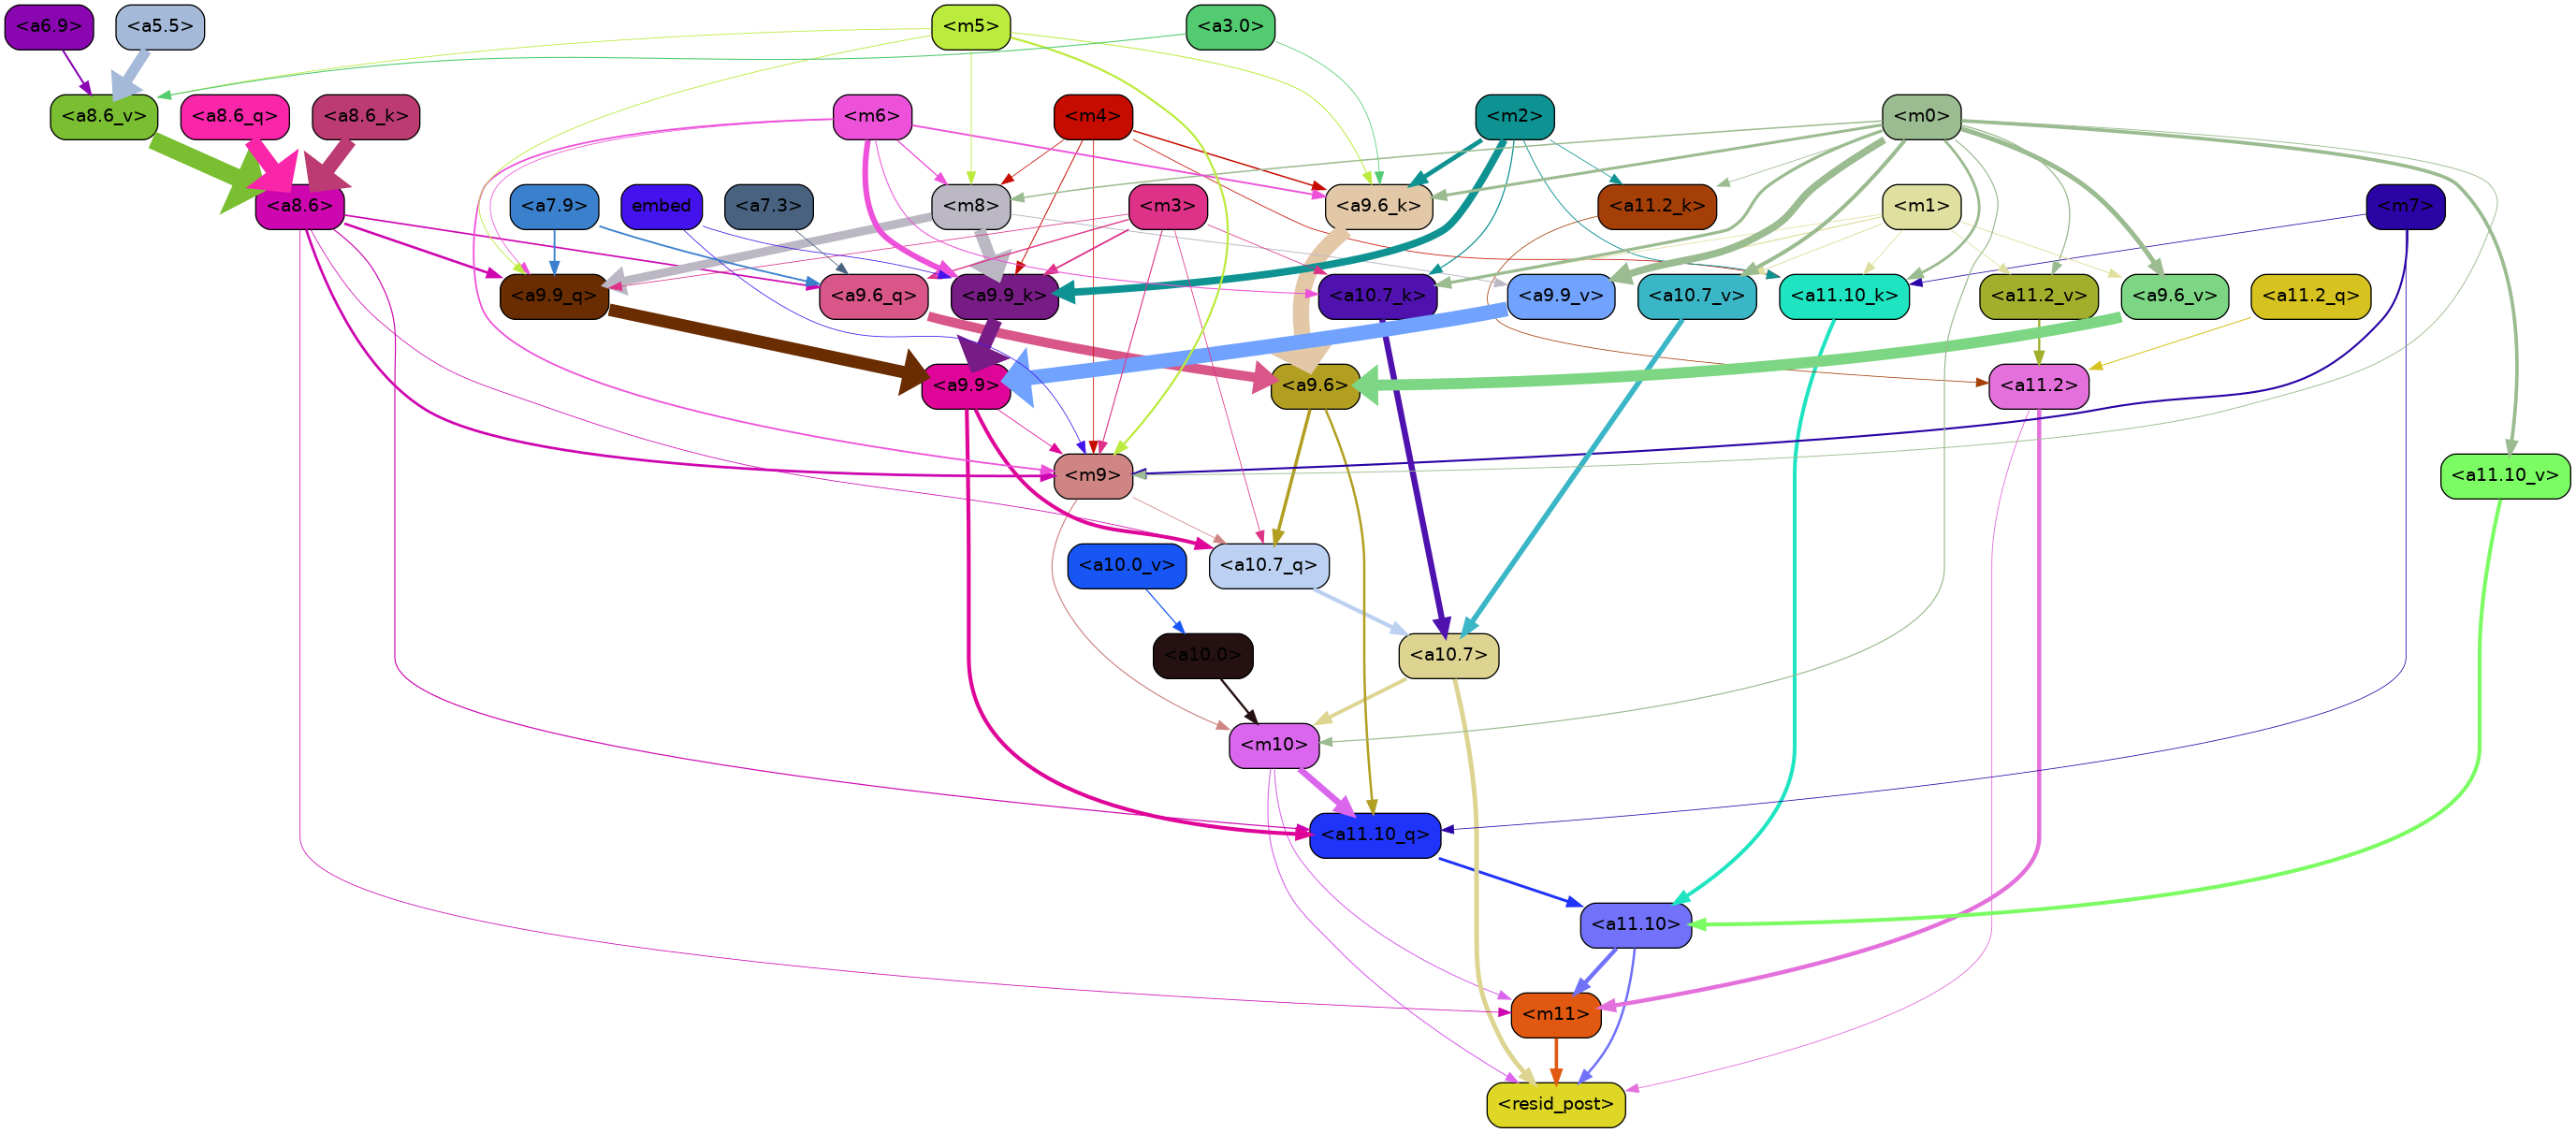 <a6.9> <a5.5> <m5> <a3.0>
<a8.6_v> <a8.6_q> <a8.6_k> <m6> <m4> <m2> <m0>
<a8.6> <a7.9> embed <a7.3> <m8> <m3> <a9.6_k> <a11.2_k> <m1> <m7>
<a9.9_q> <a9.6_q> <a9.9_k> <a10.7_k> <a9.9_v> <a10.7_v> <a11.10_k> <a11.2_v> <a9.6_v> <a11.2_q>
<a9.9> <a9.6> <a11.2>
<m9> <a11.10_v>
<a10.0_v> <a10.7_q>
<a10.0> <a10.7>
<m10>
<a11.10_q>
<a11.10>
<m11>
<resid_post>